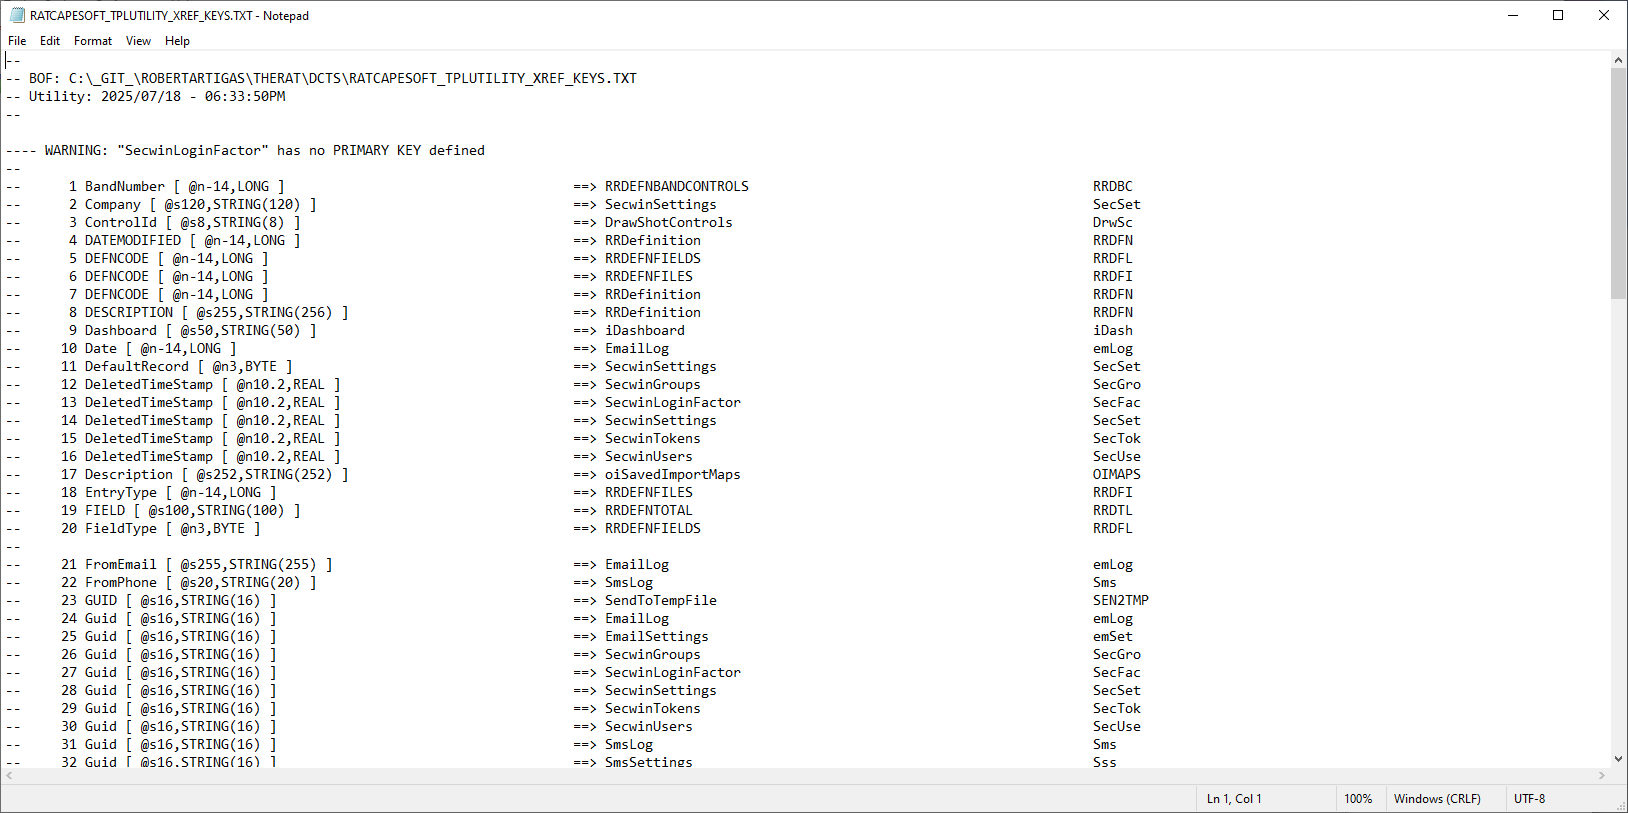 RATCAPESOFT_TPLUTILITY_XREF_KEYS.TXT - Notepad
File Edit Format View Help
--
-- BOF: C:\_GIT_\ROBERTARTIGAS\THERAT\DCTS\RATCAPESOFT_TPLUTILITY_XREF_KEYS.TXT
-- Utility: 2025/07/18 - 06:33:50PM
--
---- WARNING: "SecwinLoginFactor" has no PRIMARY KEY defined
--
-- 1 BandNumber [ @n-14,LONG ] ==> RRDEFNBANDCONTROLS RRDBC
-- 2 Company [ @s120,STRING(120) ] ==> SecwinSettings SecSet
-- 3 ControlId [ @s8,STRING(8) ] ==> DrawShotControls DrwSc
-- 4 DATEMODIFIED [ @n-14,LONG ] ==> RRDefinition RRDFN
-- 5 DEFNCODE [ @n-14,LONG ] ==> RRDEFNFIELDS RRDFL
-- 6 DEFNCODE [ @n-14,LONG ] ==> RRDEFNFILES RRDFI
-- 7 DEFNCODE [ @n-14,LONG ] ==> RRDefinition RRDFN
-- 8 DESCRIPTION [ @s255,STRING(256) ] ==> RRDefinition RRDFN
-- 9 Dashboard [ @s50,STRING(50) ] ==> iDashboard iDash
-- 10 Date [ @n-14,LONG ] ==> EmailLog emLog
-- 11 DefaultRecord [ @n3,BYTE ] ==> SecwinSettings SecSet
-- 12 DeletedTimeStamp [ @n10.2,REAL ] ==> SecwinGroups SecGro
-- 13 DeletedTimeStamp [ @n10.2,REAL ] ==> SecwinLoginFactor SecFac
-- 14 DeletedTimeStamp [ @n10.2,REAL ] ==> SecwinSettings SecSet
-- 15 DeletedTimeStamp [ @n10.2,REAL ] ==> SecwinTokens SecTok
-- 16 DeletedTimeStamp [ @n10.2,REAL ] ==> SecwinUsers SecUse
-- 17 Description [ @s252,STRING(252) ] ==> oiSavedImportMaps OIMAPS
-- 18 EntryType [ @n-14,LONG ] ==> RRDEFNFILES RRDFI
-- 19 FIELD [ @s100,STRING(100) ] ==> RRDEFNTOTAL RRDTL
-- 20 FieldType [ @n3,BYTE ] ==> RRDEFNFIELDS RRDFL
--
-- 21 FromEmail [ @s255,STRING(255) ] ==> EmailLog emLog
-- 22 FromPhone [ @s20,STRING(20) ] ==> SmsLog Sms
-- 23 GUID [ @s16,STRING(16) ] ==> SendToTempFile SEN2TMP
-- 24 Guid [ @s16,STRING(16) ] ==> EmailLog emLog
-- 25 Guid [ @s16,STRING(16) ] ==> EmailSettings emSet
-- 26 Guid [ @s16,STRING(16) ] ==> SecwinGroups SecGro
-- 27 Guid [ @s16,STRING(16) ] ==> SecwinLoginFactor SecFac
-- 28 Guid [ @s16,STRING(16) ] ==> SecwinSettings SecSet
-- 29 Guid [ @s16,STRING(16) ] ==> SecwinTokens SecTok
-- 30 Guid [ @s16,STRING(16) ] ==> SecwinUsers SecUse
-- 31 Guid [ @s16,STRING(16) ] ==> SmsLog Sms
-- 32 Guid [ @s16,STRING(16) ] ==> SmsSettings Sss
Ln 1, Col 1 100% Windows (CRLF) UTF-8